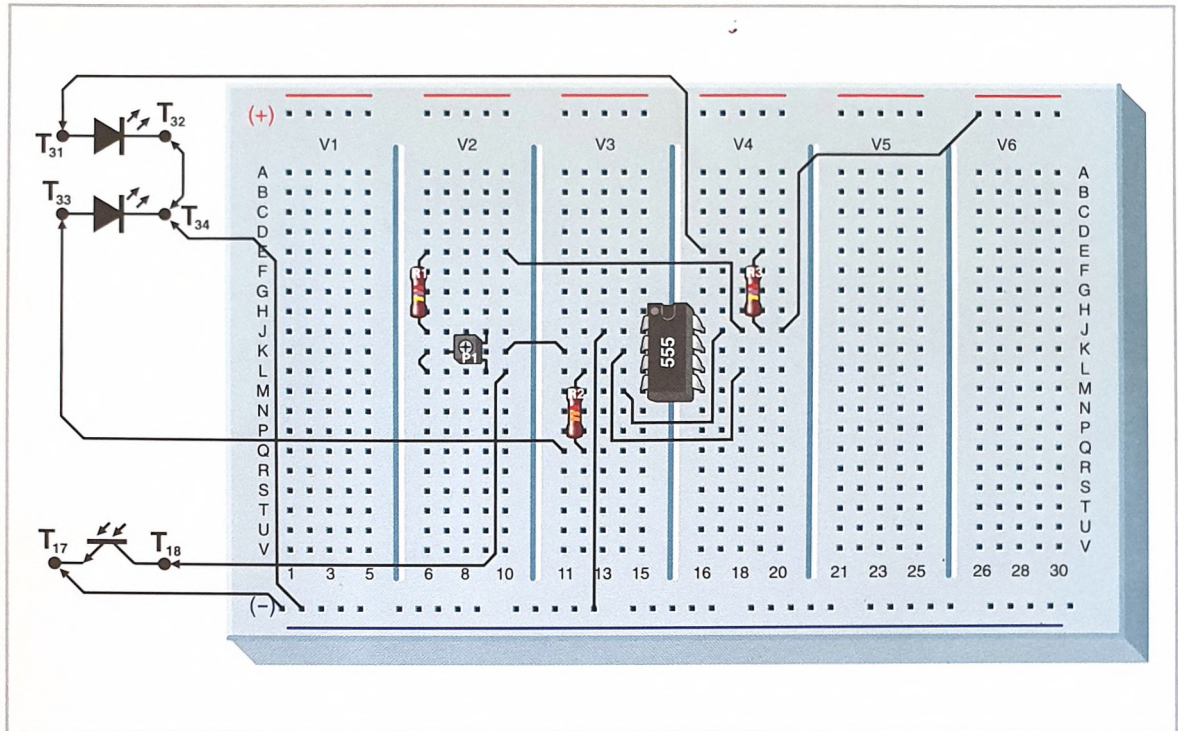 (+)
V1 V2 V3 V4 V5 V6
T31
T32
T33
T34
A A
B B
C C
D D
E E
F F
G G
H H
J J
K K
L L
M M
N N
P P
Q Q
R R
S S
T T
U U
V V
R1
R3
P1
555
R2
T17
T18
1 3 5 6 8 10 11 13 15 16 18 20 21 23 25 26 28 30
(−)